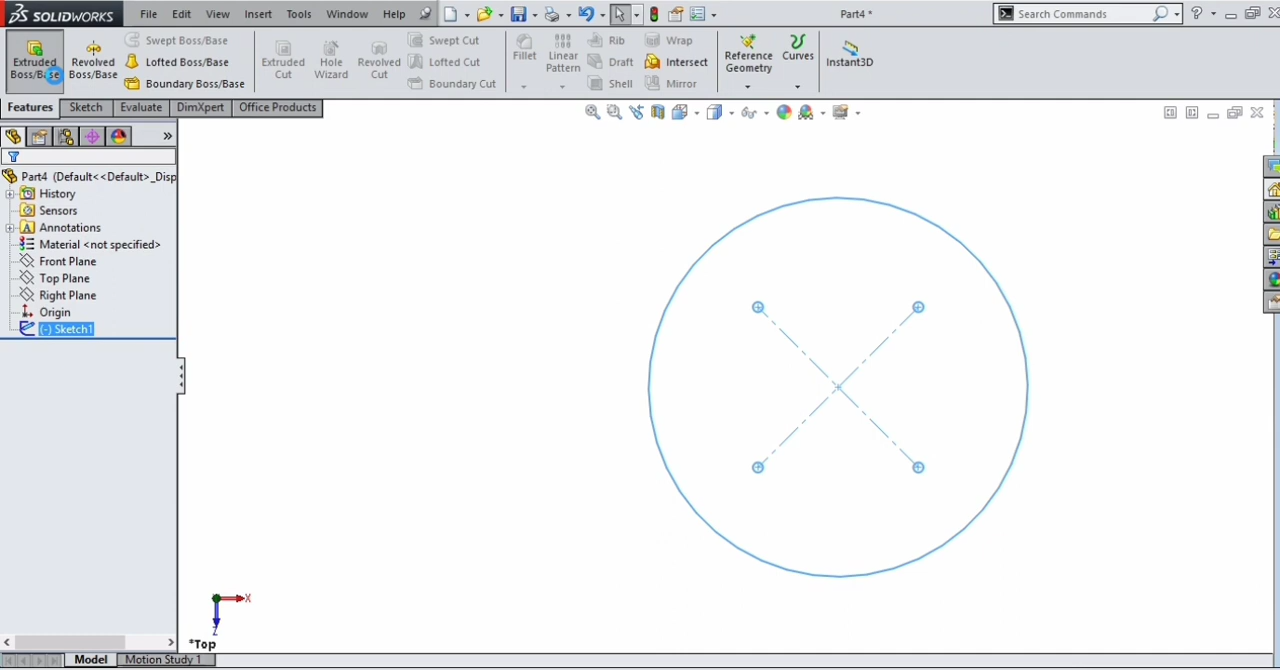 SOLIDWORKS File Edit View Insert Tools Window Help Part4 * Search Commands ?
Extruded Boss/Base
Revolved Boss/Base
Swept Boss/Base
Lofted Boss/Base
Boundary Boss/Base
Extruded Cut
Hole Wizard
Revolved Cut
Swept Cut
Lofted Cut
Boundary Cut
Fillet
Linear Pattern
Rib
Draft
Shell
Wrap
Intersect
Mirror
Reference Geometry
Curves
Instant3D
Features Sketch Evaluate DimXpert Office Products
»
Part4 (Default<<Default>_Disp
History
Sensors
Annotations
Material <not specified>
Front Plane
Top Plane
Right Plane
Origin
(-) Sketch1
X
Z
*Top
Model Motion Study 1